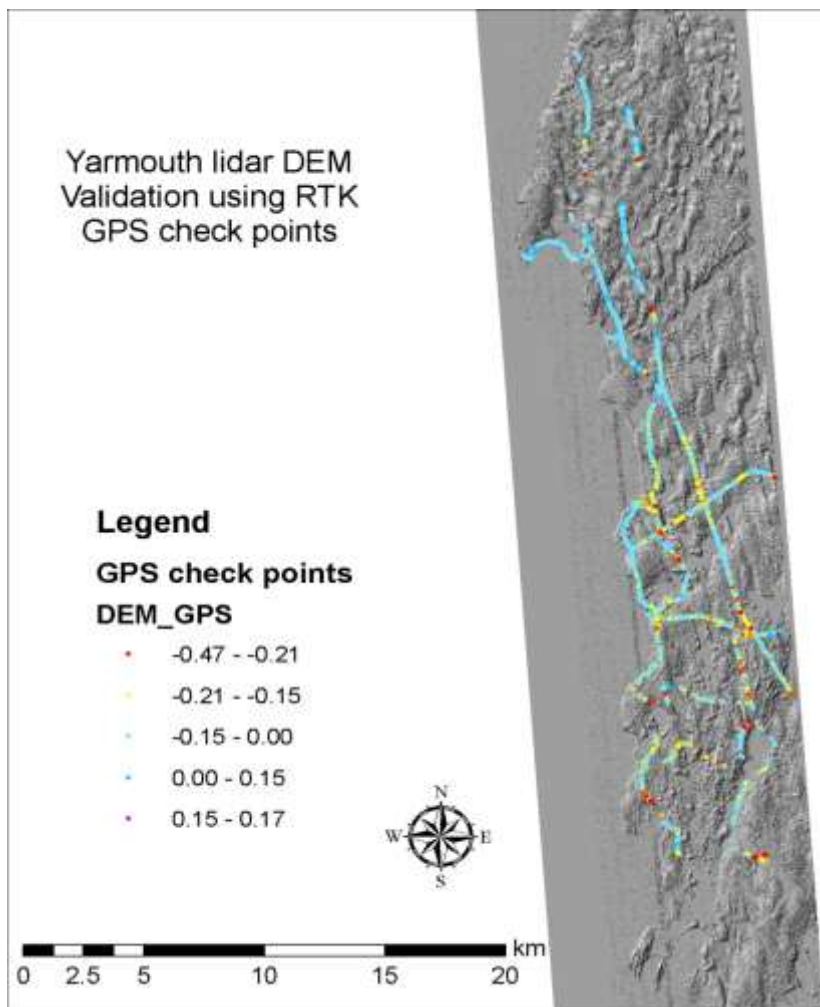 Yarmouth lidar DEM
Validation using RTK
GPS check points
Legend
GPS check points
DEM_GPS
-0.47 - -0.21
-0.21 - -0.15
-0.15 - 0.00
0.00 - 0.15
0.15 - 0.17
N
W E
S
km
0 2.5 5 10 15 20